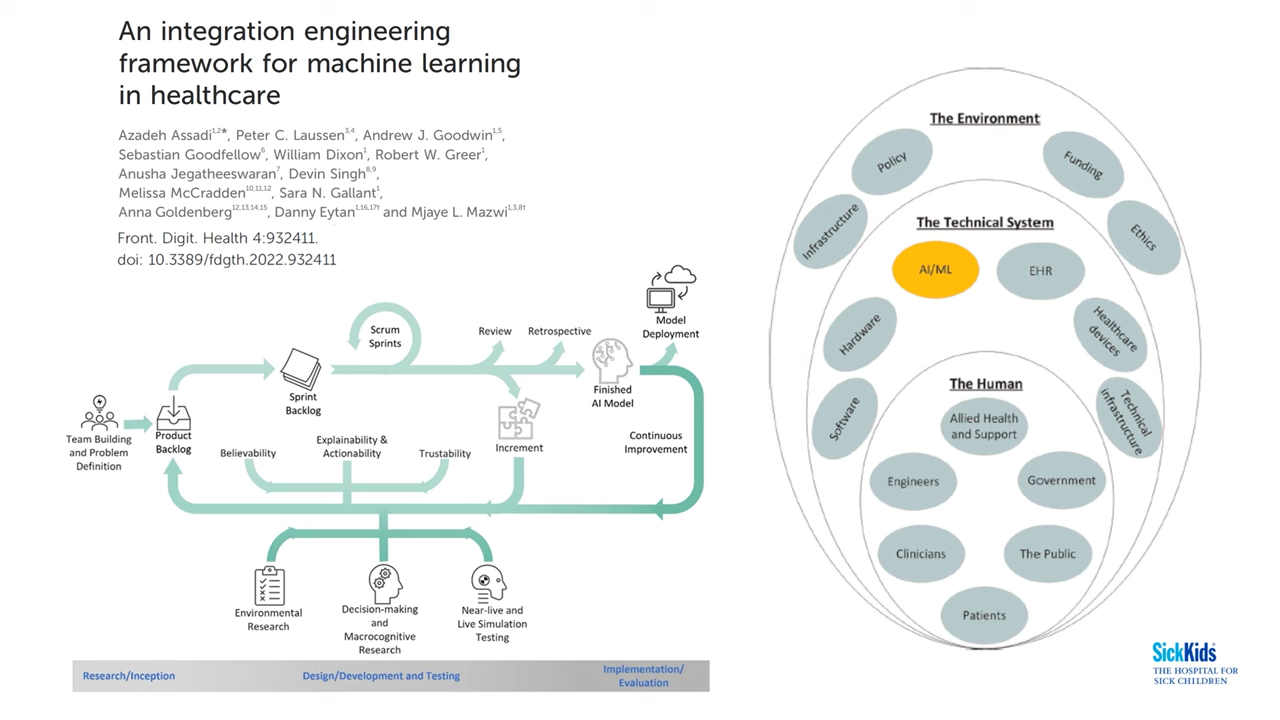 An integration engineering
framework for machine learning
in healthcare
Azadeh Assadi1,2*, Peter C. Laussen3,4, Andrew J. Goodwin1,5,
Sebastian Goodfellow6, William Dixon1, Robert W. Greer1,
Anusha Jegatheeswaran7, Devin Singh8,9,
Melissa McCradden10,11,12, Sara N. Gallant1,
Anna Goldenberg12,13,14,15, Danny Eytan1,16,17† and Mjaye L. Mazwi1,3,8†
Front. Digit. Health 4:932411.
doi: 10.3389/fdgth.2022.932411
Team Building
and Problem
Definition
Product
Backlog
Sprint
Backlog
Scrum
Sprints
Review
Retrospective
Finished
AI Model
Model
Deployment
Increment
Continuous
Improvement
Believability
Explainability &
Actionability
Trustability
Environmental
Research
Decision-making
and
Macrocognitive
Research
Near-live and
Live Simulation
Testing
Research/Inception
Design/Development and Testing
Implementation/
Evaluation
The Environment
Policy
Funding
Infrastructure
Ethics
The Technical System
AI/ML
EHR
Hardware
Healthcare
devices
Software
Technical
infrastructure
The Human
Allied Health
and Support
Engineers
Government
Clinicians
The Public
Patients
SickKids
THE HOSPITAL FOR
SICK CHILDREN